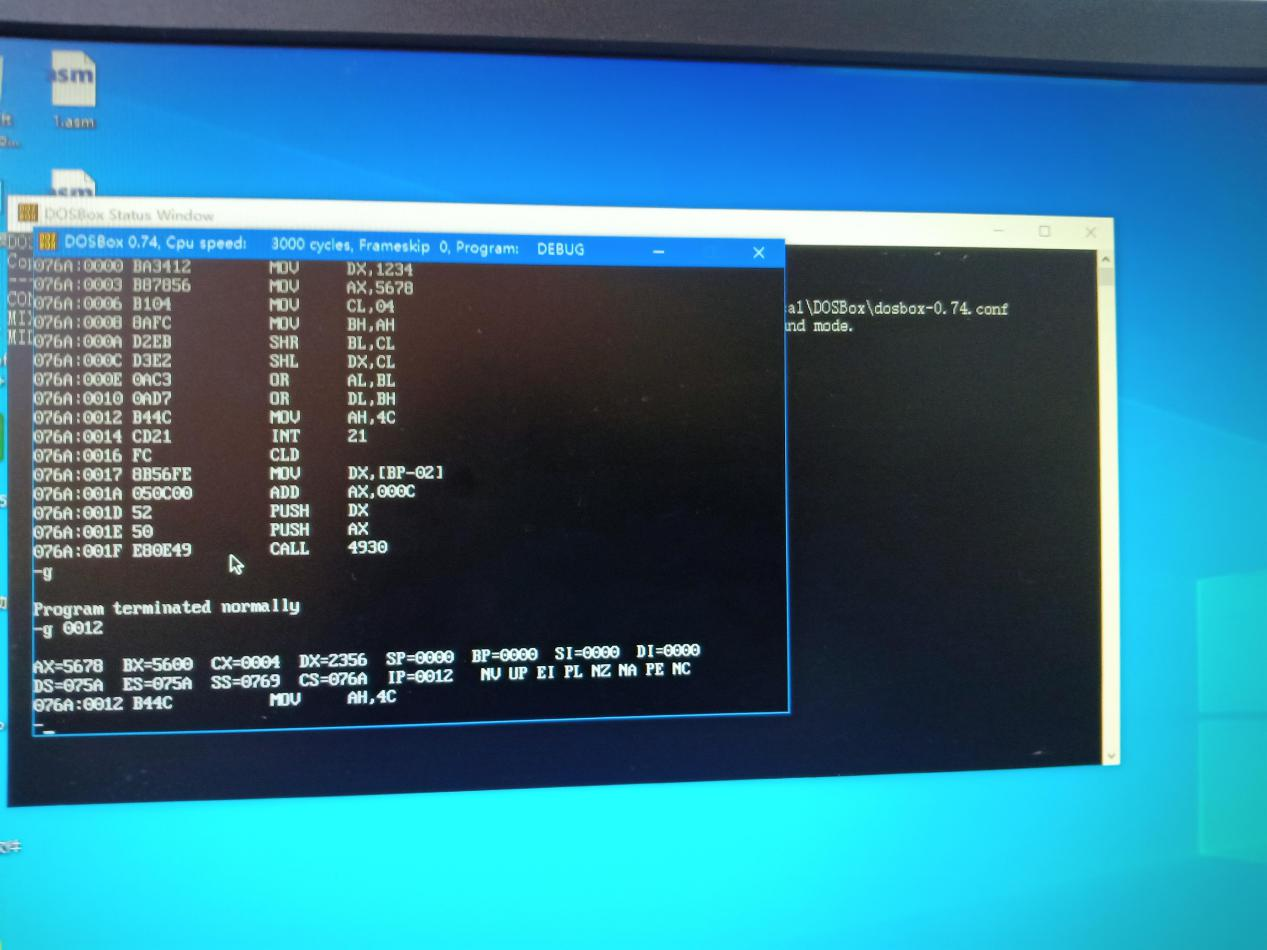 asm
1.asm
asm
DOSBox Status Window
DOSBox 0.74, Cpu speed: 3000 cycles, Frameskip 0, Program: DEBUG
076A:0000 BA3412 MOV DX,1234
076A:0003 B87856 MOV AX,5678
076A:0006 B104 MOV CL,04
076A:0008 8AFC MOV BH,AH
076A:000A D2EB SHR BL,CL
076A:000C D3E2 SHL DX,CL
076A:000E 0AC3 OR AL,BL
076A:0010 0AD7 OR DL,BH
076A:0012 B44C MOV AH,4C
076A:0014 CD21 INT 21
076A:0016 FC CLD
076A:0017 8B56FE MOV DX,[BP-02]
076A:001A 050C00 ADD AX,000C
076A:001D 52 PUSH DX
076A:001E 50 PUSH AX
076A:001F E80E49 CALL 4930
-g
Program terminated normally
-g 0012
AX=5678 BX=5600 CX=0004 DX=2356 SP=0000 BP=0000 SI=0000 DI=0000
DS=075A ES=075A SS=0769 CS=076A IP=0012 NV UP EI PL NZ NA PE NC
076A:0012 B44C MOV AH,4C
-
al\DOSBox\dosbox-0.74.conf
nd mode.